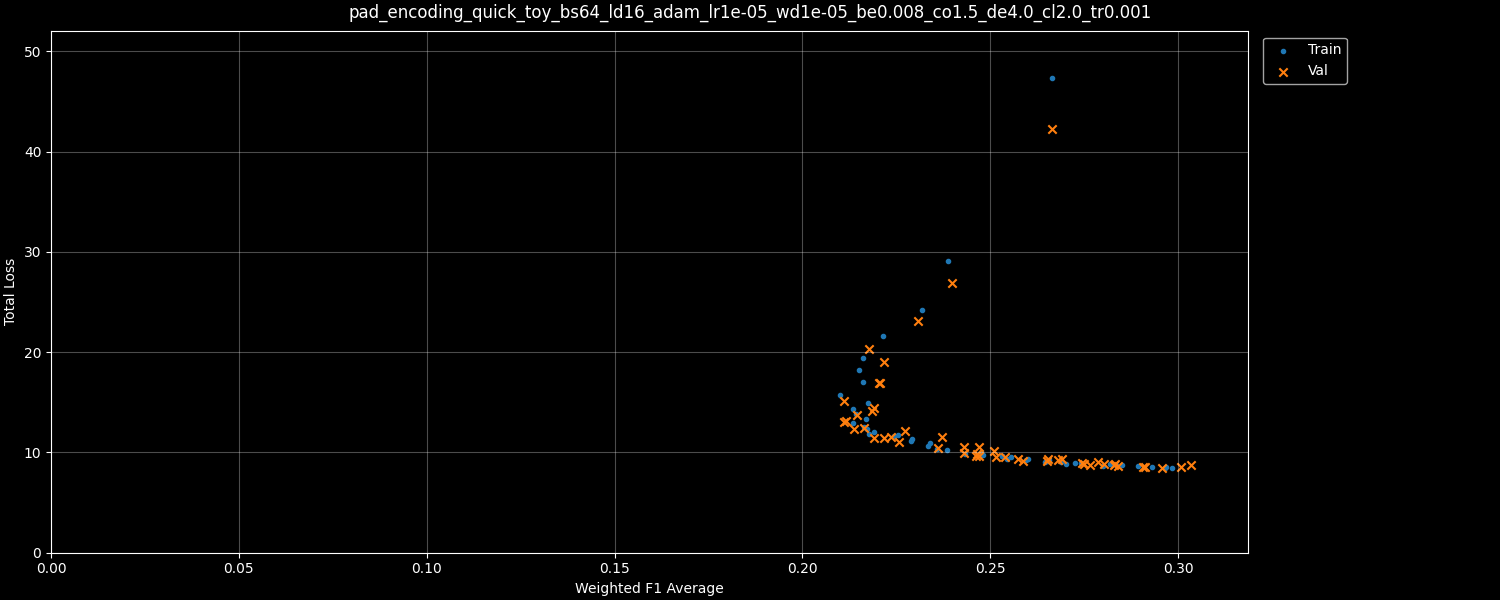 pad_encoding_quick_toy_bs64_ld16_adam_lr1e-05_wd1e-05_be0.008_co1.5_de4.0_cl2.0_tr0.001
Train
Val
50
40
30
20
10
0
Total Loss
0.00 0.05 0.10 0.15 0.20 0.25 0.30
Weighted F1 Average